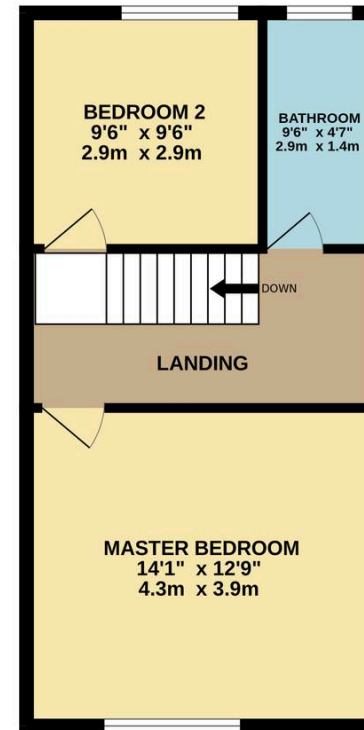 BEDROOM 2
9'6" x 9'6"
2.9m x 2.9m
BATHROOM
9'6" x 4'7"
2.9m x 1.4m
DOWN
LANDING
MASTER BEDROOM
14'1" x 12'9"
4.3m x 3.9m